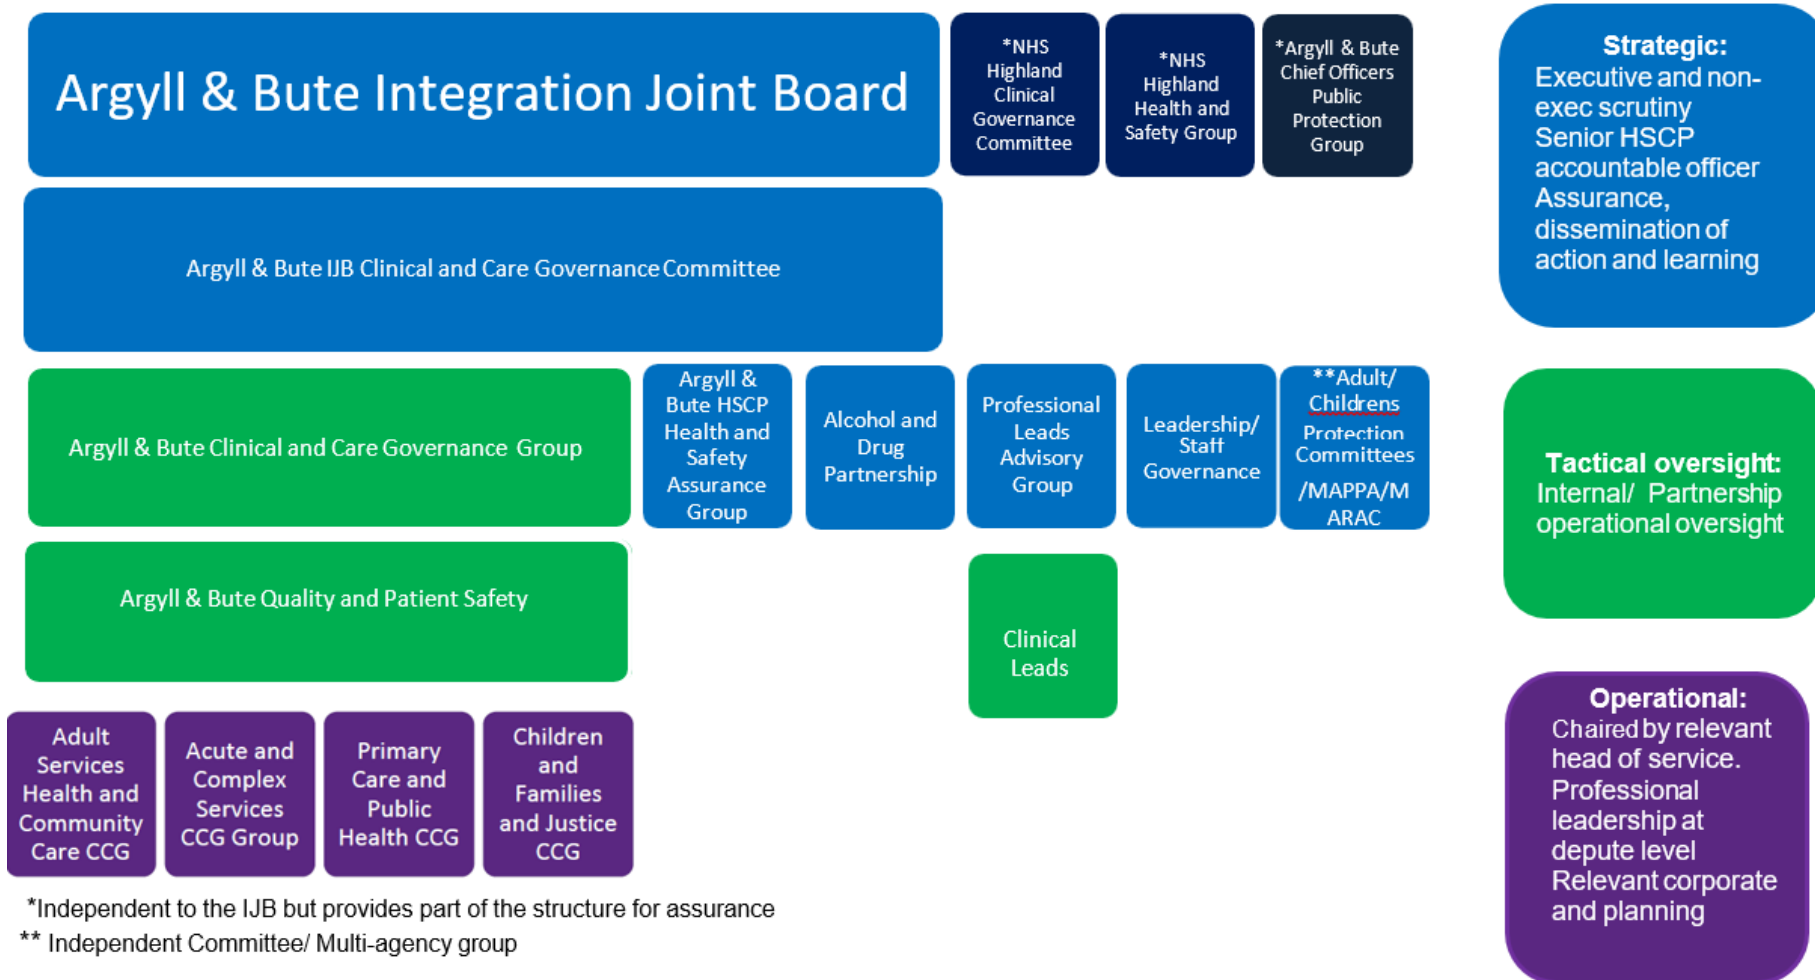 Argyll & Bute Integration Joint Board
*NHS
Highland
Clinical
Governance
Committee
*NHS
Highland
Health and
Safety Group
*Argyll & Bute
Chief Officers
Public
Protection
Group
Strategic:
Executive and non-
exec scrutiny
Senior HSCP
accountable officer
Assurance,
dissemination of
action and learning
Argyll & Bute IJB Clinical and Care Governance Committee
Argyll & Bute Clinical and Care Governance Group
Argyll &
Bute HSCP
Health and
Safety
Assurance
Group
Alcohol and
Drug
Partnership
Professional
Leads
Advisory
Group
Leadership/
Staff
Governance
**Adult/
Childrens
Protection
Committees
/MAPPA/M
ARAC
Tactical oversight:
Internal/ Partnership
operational oversight
Argyll & Bute Quality and Patient Safety
Clinical
Leads
Adult
Services
Health and
Community
Care CCG
Acute and
Complex
Services
CCG Group
Primary
Care and
Public
Health CCG
Children
and
Families
and Justice
CCG
Operational:
Chaired by relevant
head of service.
Professional
leadership at
depute level
Relevant corporate
and planning
*Independent to the IJB but provides part of the structure for assurance
** Independent Committee/ Multi-agency group